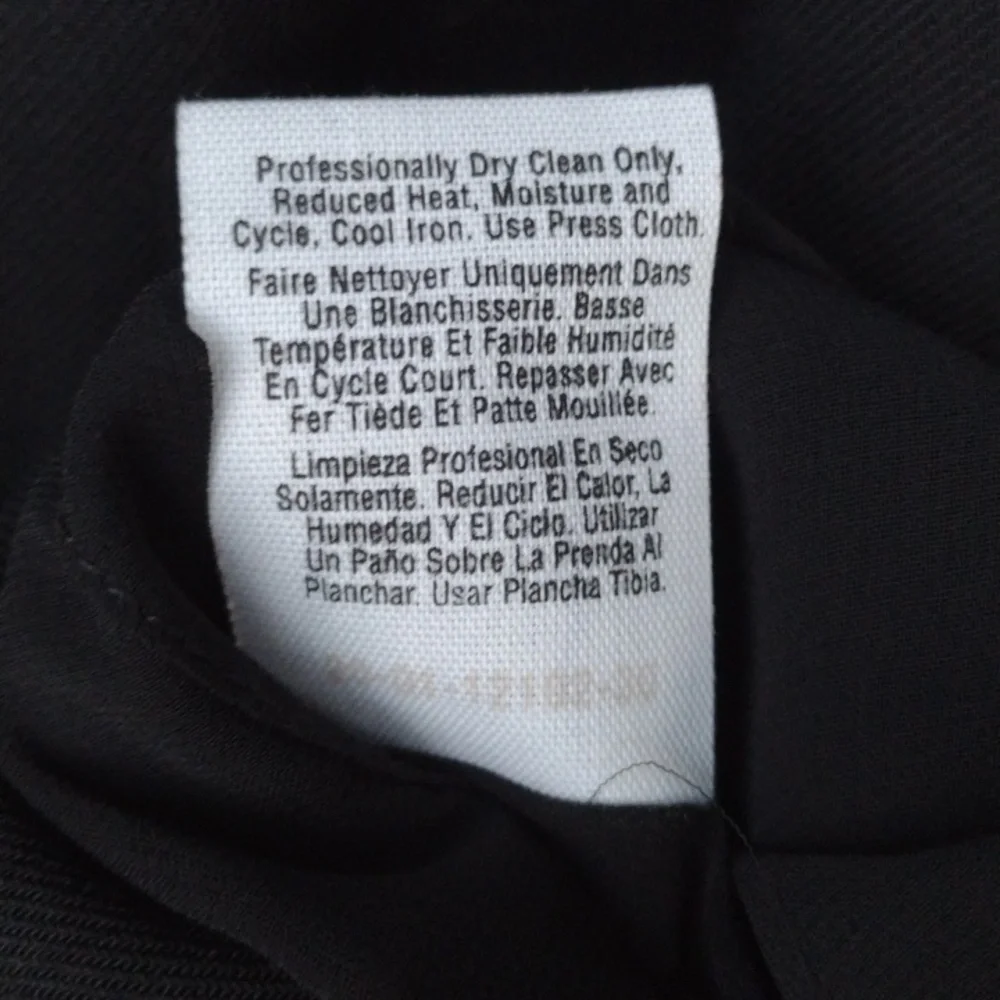 Professionally Dry Clean Only,
Reduced Heat, Moisture and
Cycle, Cool Iron. Use Press Cloth.
Faire Nettoyer Uniquement Dans
Une Blanchisserie. Basse
Température Et Faible Humidité
En Cycle Court. Repasser Avec
Fer Tiède Et Patte Mouillée.
Limpieza Profesional En Seco
Solamente. Reducir El Calor, La
Humedad Y El Ciclo. Utilizar
Un Paño Sobre La Prenda Al
Planchar. Usar Plancha Tibia.